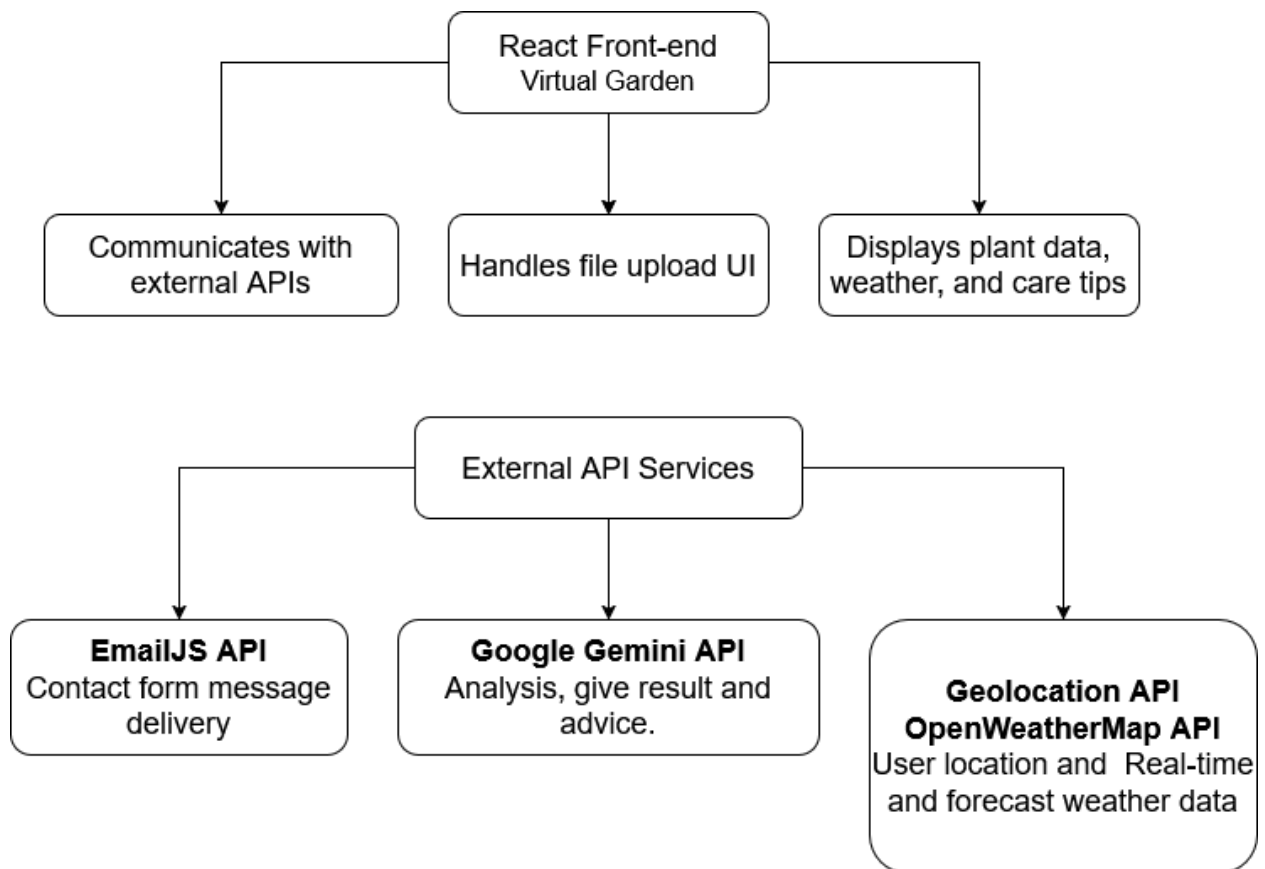 React Front-end
Virtual Garden
Communicates with
external APIs
Handles file upload UI
Displays plant data,
weather, and care tips
External API Services
EmailJS API
Contact form message
delivery
Google Gemini API
Analysis, give result and
advice.
Geolocation API
OpenWeatherMap API
User location and  Real-time
and forecast weather data